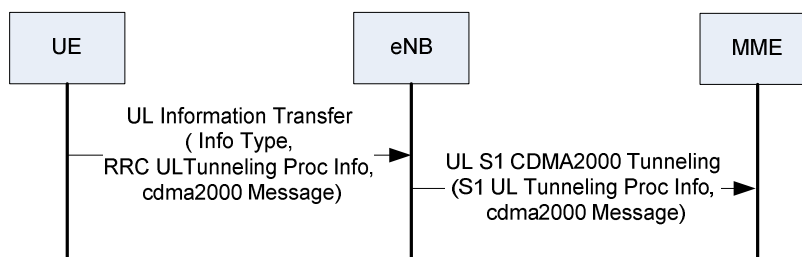 UE
eNB
MME
UL Information Transfer
( Info Type,
RRC ULTunneling Proc Info,
cdma2000 Message)
UL S1 CDMA2000 Tunneling
(S1 UL Tunneling Proc Info,
cdma2000 Message)